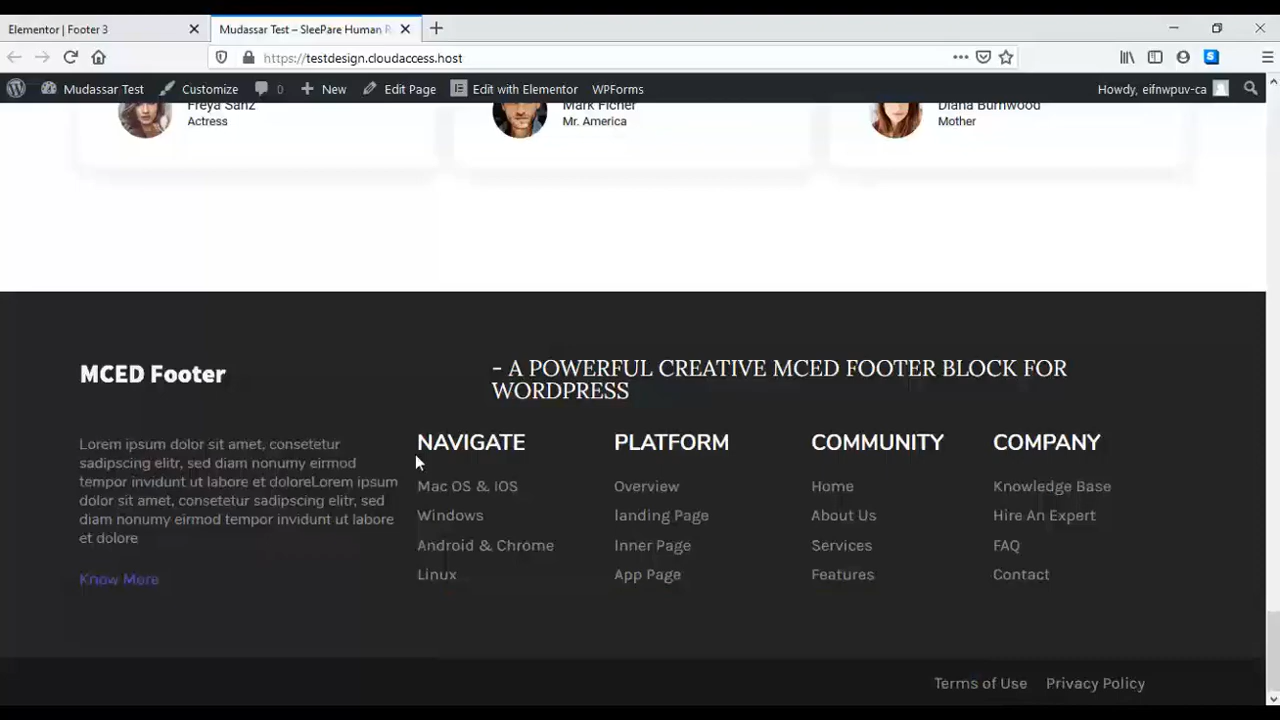 Elementor | Footer 3
Mudassar Test – SleePare Human R
https://testdesign.cloudaccess.host
Mudassar Test
Customize
0
New
Edit Page
Edit with Elementor
WPForms
Howdy, eifnwpuv-ca
Freya Sanz
Actress
Mark Ficher
Mr. America
Diana Burnwood
Mother
MCED Footer
- A POWERFUL CREATIVE MCED FOOTER BLOCK FOR
WORDPRESS
Lorem ipsum dolor sit amet, consetetur
sadipscing elitr, sed diam nonumy eirmod
tempor invidunt ut labore et doloreLorem ipsum
dolor sit amet, consetetur sadipscing elitr, sed
diam nonumy eirmod tempor invidunt ut labore
et dolore
Know More
NAVIGATE
Mac OS & IOS
Windows
Android & Chrome
Linux
PLATFORM
Overview
landing Page
Inner Page
App Page
COMMUNITY
Home
About Us
Services
Features
COMPANY
Knowledge Base
Hire An Expert
FAQ
Contact
Terms of Use
Privacy Policy